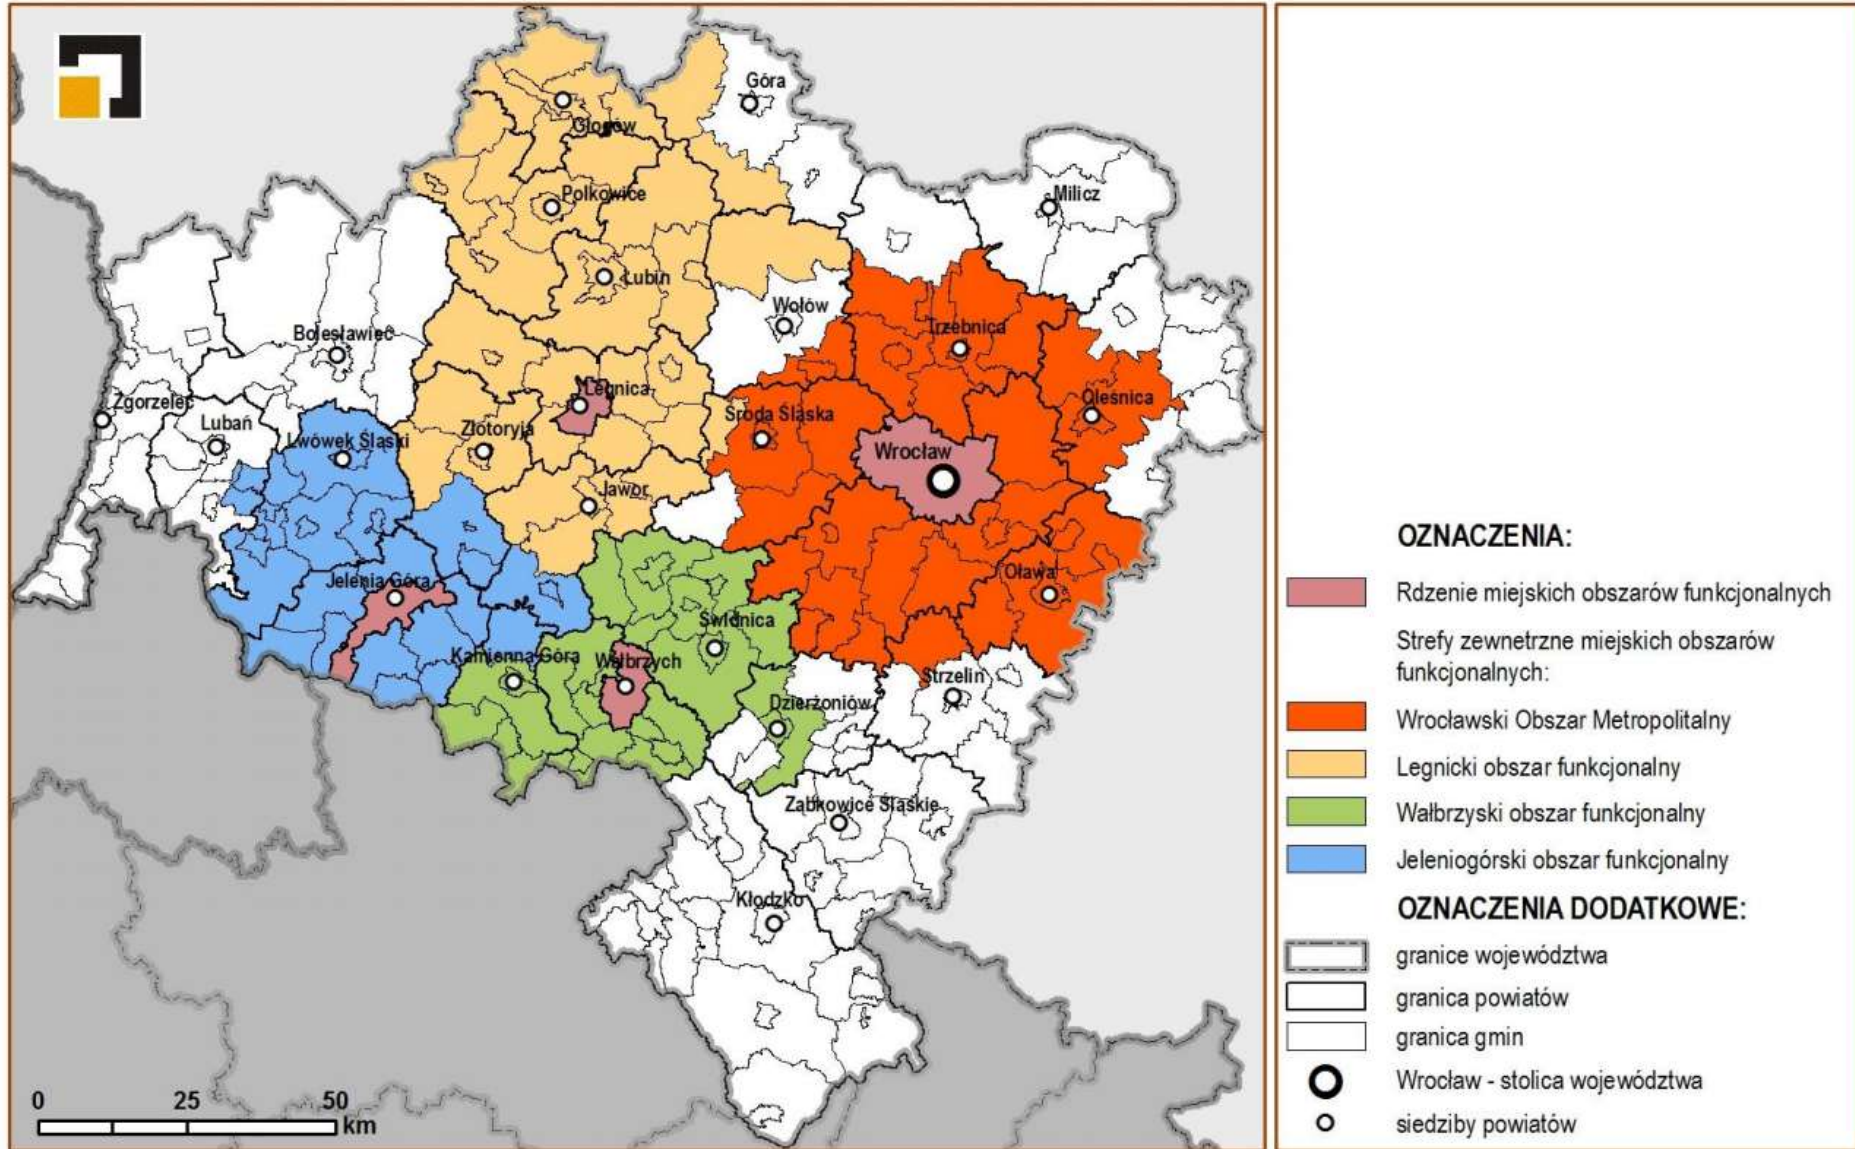 Góra
Głogów
Milicz
Polkowice
Lubin
Wołów
Trzebnica
Bolesławiec
Zgorzelec
Lubań
Legnica
Oleśnica
Środa Śląska
Złotoryja
Lwówek Śląski
Wrocław
Jawor
Jelenia Góra
Oława
Świdnica
Kamienna Góra
Wałbrzych
Strzelin
Dzierżoniów
Ząbkowice Śląskie
Kłodzko
0 25 50
km
OZNACZENIA:
Rdzenie miejskich obszarów funkcjonalnych
Strefy zewnetrzne miejskich obszarów
funkcjonalnych:
Wrocławski Obszar Metropolitalny
Legnicki obszar funkcjonalny
Wałbrzyski obszar funkcjonalny
Jeleniogórski obszar funkcjonalny
OZNACZENIA DODATKOWE:
granice województwa
granica powiatów
granica gmin
Wrocław - stolica województwa
siedziby powiatów